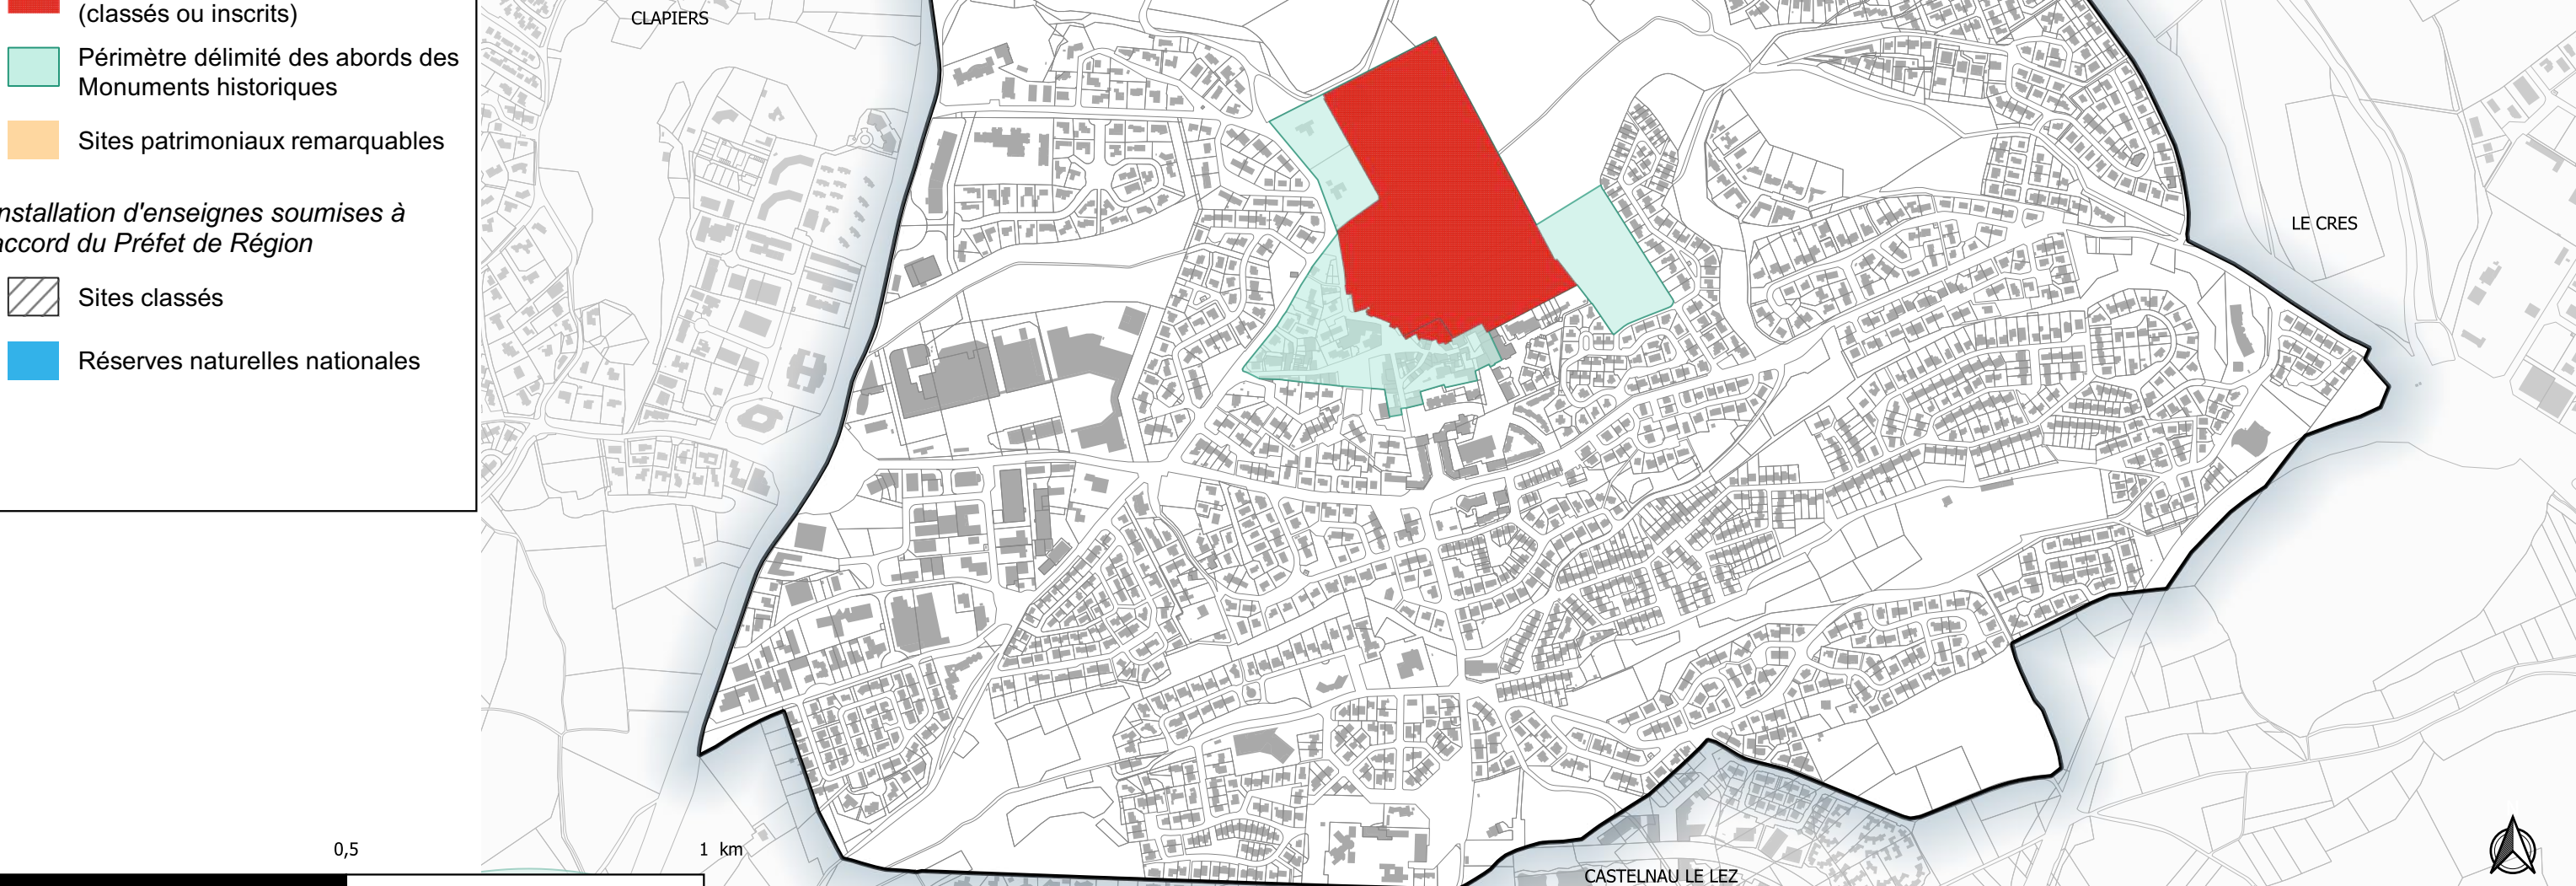 (classés ou inscrits)
Périmètre délimité des abords des
Monuments historiques
Sites patrimoniaux remarquables
nstallation d'enseignes soumises à
accord du Préfet de Région
Sites classés
Réserves naturelles nationales
0,5
1 km
CLAPIERS
LE CRES
CASTELNAU LE LEZ